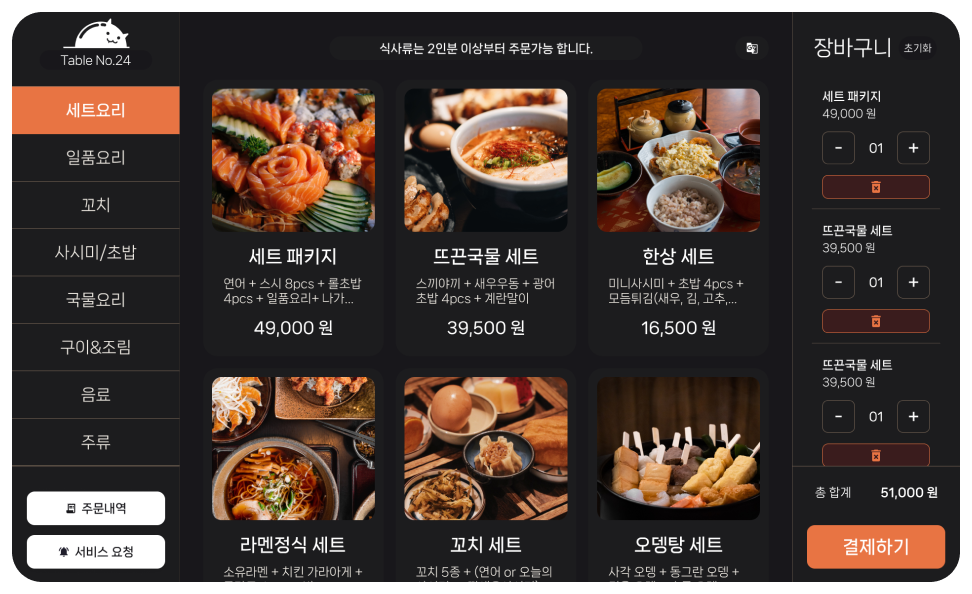 Table No.24
세트요리
일품요리
꼬치
사시미/초밥
국물요리
구이&조림
음료
주류
주문내역
서비스 요청
식사류는 2인분 이상부터 주문가능 합니다.
세트 패키지
연어 + 스시 8pcs + 롤초밥
4pcs + 일품요리+ 나가...
49,000 원
뜨끈국물 세트
스끼야끼 + 새우우동 + 광어
초밥 4pcs + 계란말이
39,500 원
한상 세트
미니사시미 + 초밥 4pcs +
모듬튀김(새우, 김, 고추,...
16,500 원
라멘정식 세트
소유라멘 + 치킨 가라아게 +
꼬치 세트
꼬치 5종 + (연어 or 오늘의
오뎅탕 세트
사각 오뎅 + 동그란 오뎅 +
장바구니 초기화
세트 패키지
49,000 원
- 01 +
뜨끈국물 세트
39,500 원
- 01 +
뜨끈국물 세트
39,500 원
- 01 +
총 합계 51,000 원
결제하기